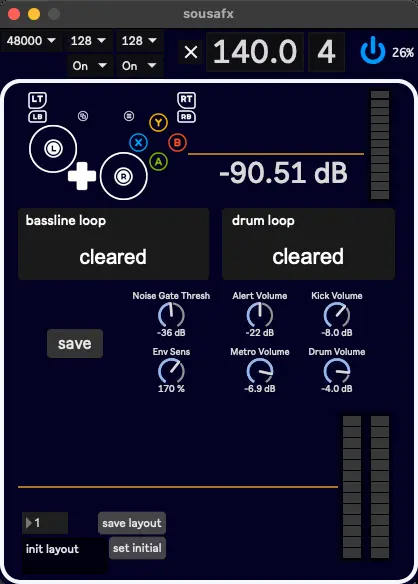 sousafx
48000 128 128
On On
× 140.0 4 26%
LT RT
LB RB
Y
X B
A
L
R
-90.51 dB
bassline loop
cleared
drum loop
cleared
Noise Gate Thresh Alert Volume Kick Volume
-36 dB -22 dB -8.0 dB
save
Env Sens Metro Volume Drum Volume
170 % -6.9 dB -4.0 dB
1 save layout
init layout set initial